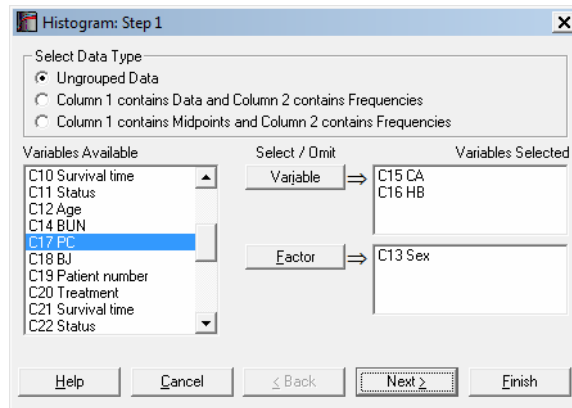 Histogram: Step 1
Select Data Type
Ungrouped Data
Column 1 contains Data and Column 2 contains Frequencies
Column 1 contains Midpoints and Column 2 contains Frequencies
Variables Available
Select / Omit
Variables Selected
C10 Survival time
C11 Status
C12 Age
C14 BUN
C17 PC
C18 BJ
C19 Patient number
C20 Treatment
C21 Survival time
C22 Status
Variable
C15 CA
C16 HB
Factor
C13 Sex
Help
Cancel
< Back
Next >
Finish